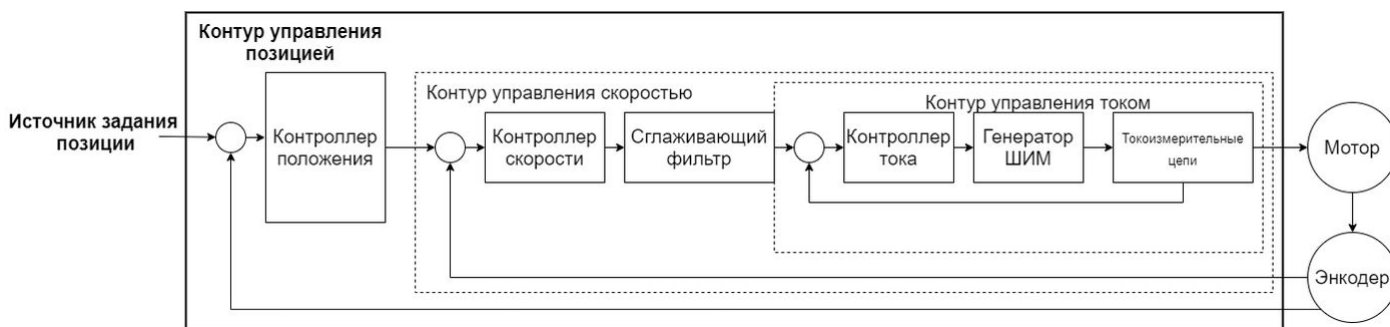 Контур управления
позицией
Источник задания
позиции
Контроллер
положения
Контур управления скоростью
Контроллер
скорости
Сглаживающий
фильтр
Контур управления током
Контроллер
тока
Генератор
ШИМ
Токоизмерительные
цепи
Мотор
Энкодер